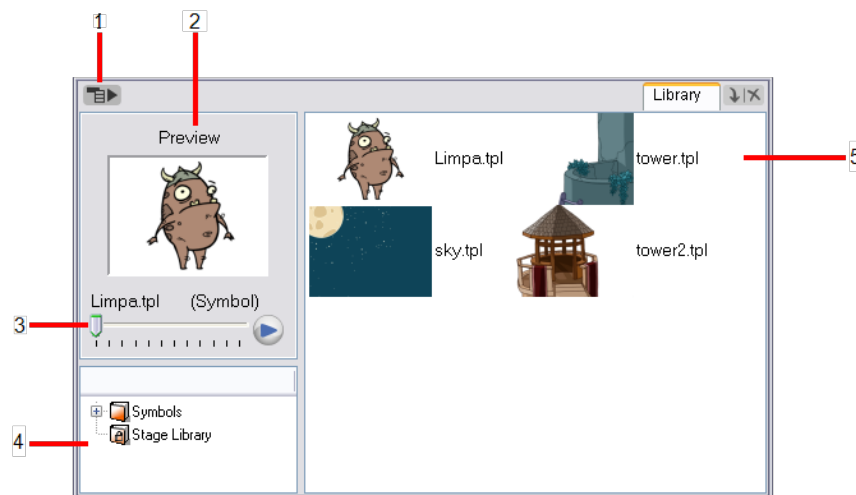 1
2
Library
Preview
Limpa.tpl
tower.tpl
sky.tpl
tower2.tpl
Limpa.tpl (Symbol)
3
Symbols
Stage Library
4
5